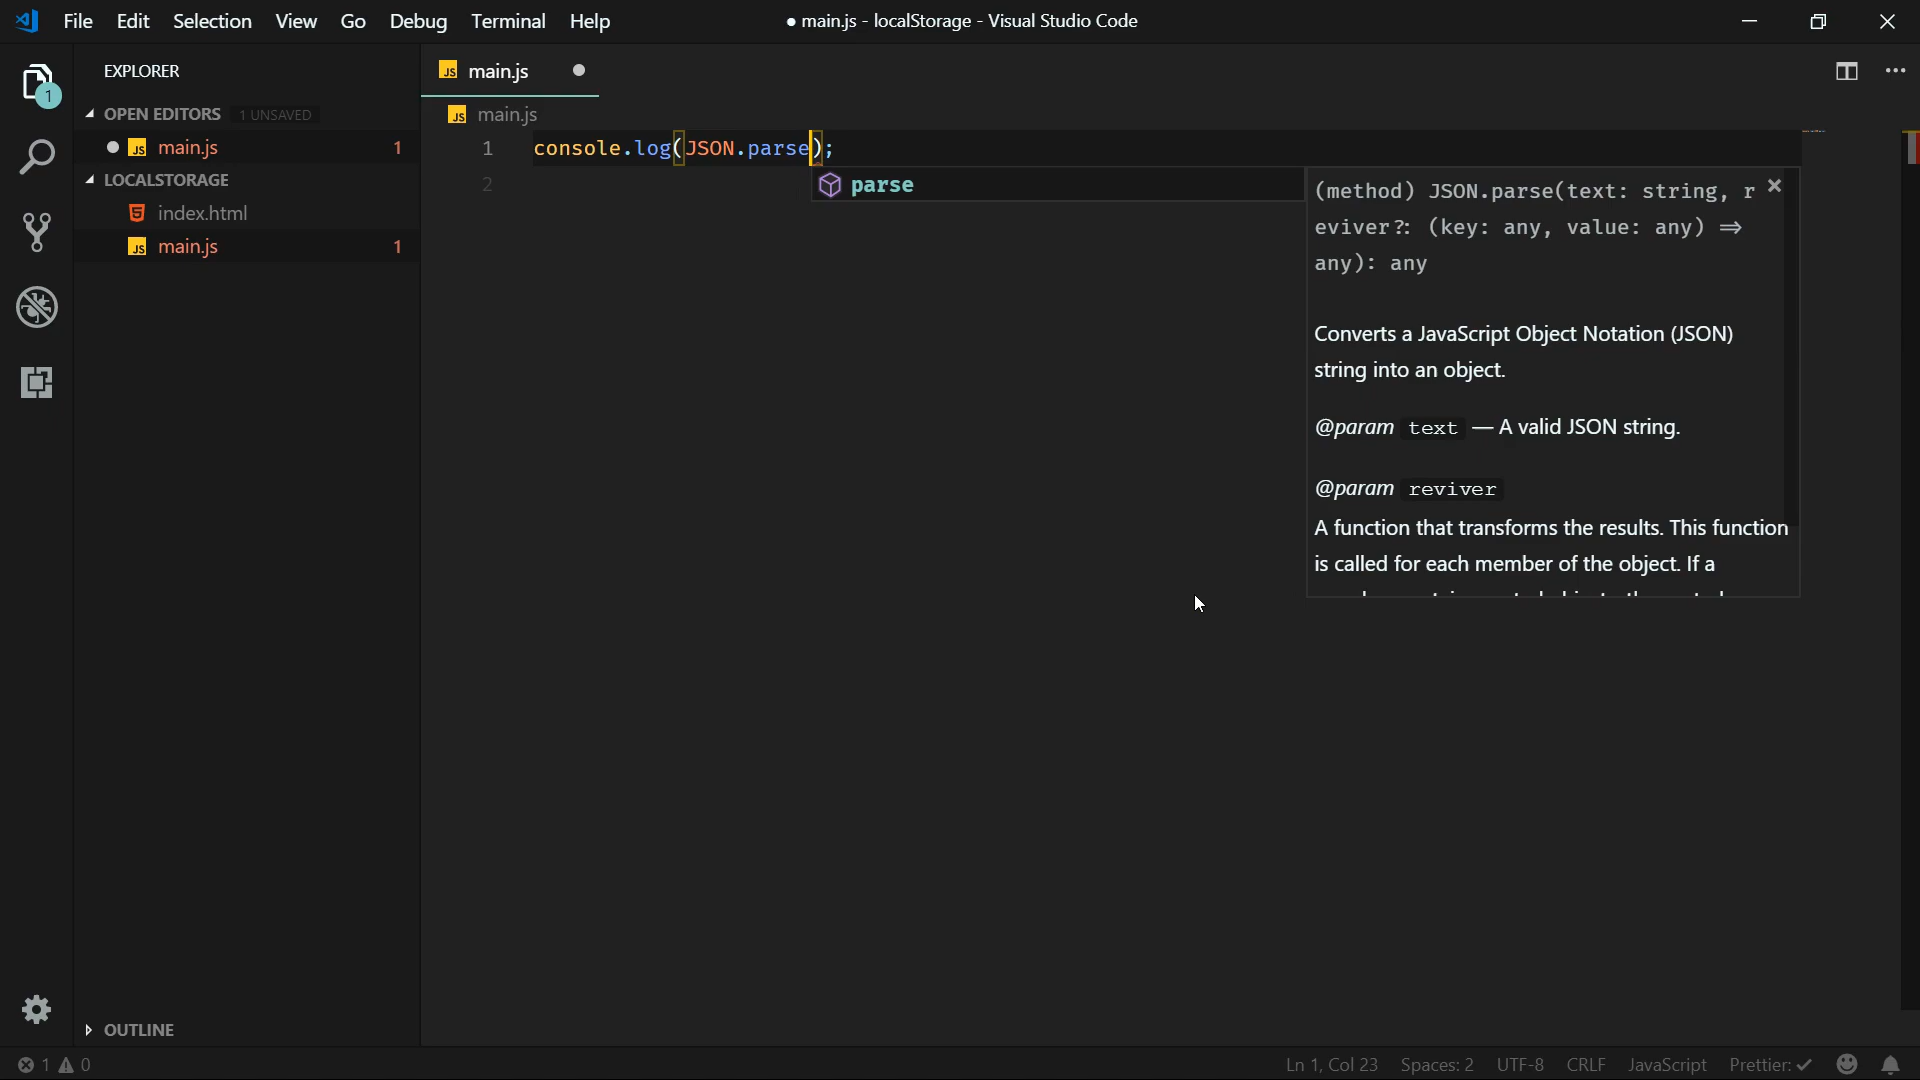 File Edit Selection View Go Debug Terminal Help
● main.js - localStorage - Visual Studio Code
1
EXPLORER
OPEN EDITORS 1 UNSAVED
JS main.js 1
LOCALSTORAGE
index.html
JS main.js 1
OUTLINE
JS main.js
JS main.js
1 console.log(JSON.parse);
2
parse
(method) JSON.parse(text: string, r
eviver?: (key: any, value: any) =>
any): any
Converts a JavaScript Object Notation (JSON)
string into an object.
@param text — A valid JSON string.
@param reviver
A function that transforms the results. This function
is called for each member of the object. If a
1 0
Ln 1, Col 23 Spaces: 2 UTF-8 CRLF JavaScript Prettier: ✓